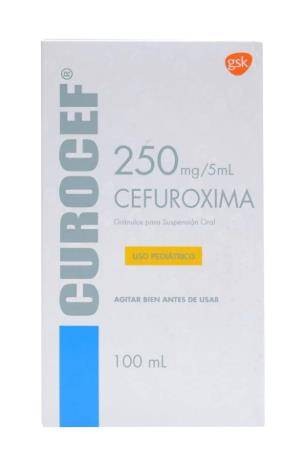 gsk
CUROCEF®
250 mg/5mL
CEFUROXIMA
Gránulos para Suspensión Oral
USO PEDIÁTRICO
AGITAR BIEN ANTES DE USAR
100 mL